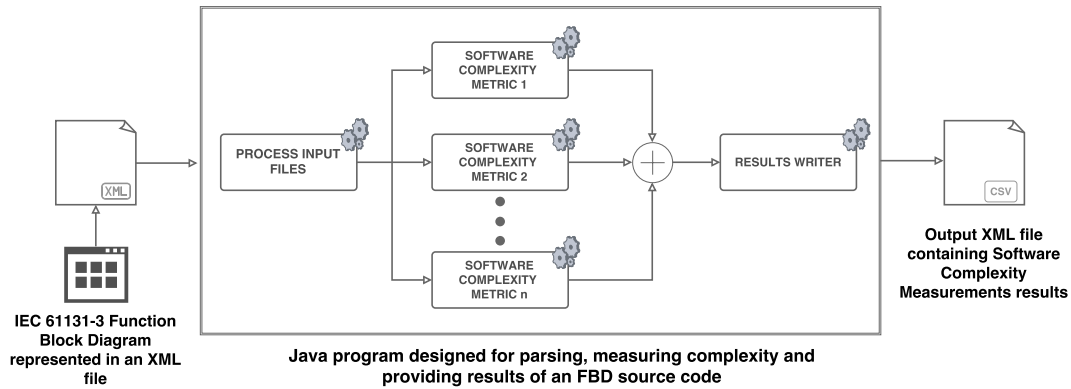 SOFTWARE
COMPLEXITY
METRIC 1
PROCESS INPUT
FILES
SOFTWARE
COMPLEXITY
METRIC 2
RESULTS WRITER
XML
CSV
SOFTWARE
COMPLEXITY
METRIC n
IEC 61131-3 Function
Block Diagram
represented in an XML
file
Output XML file
containing Software
Complexity
Measurements results
Java program designed for parsing, measuring complexity and
providing results of an FBD source code